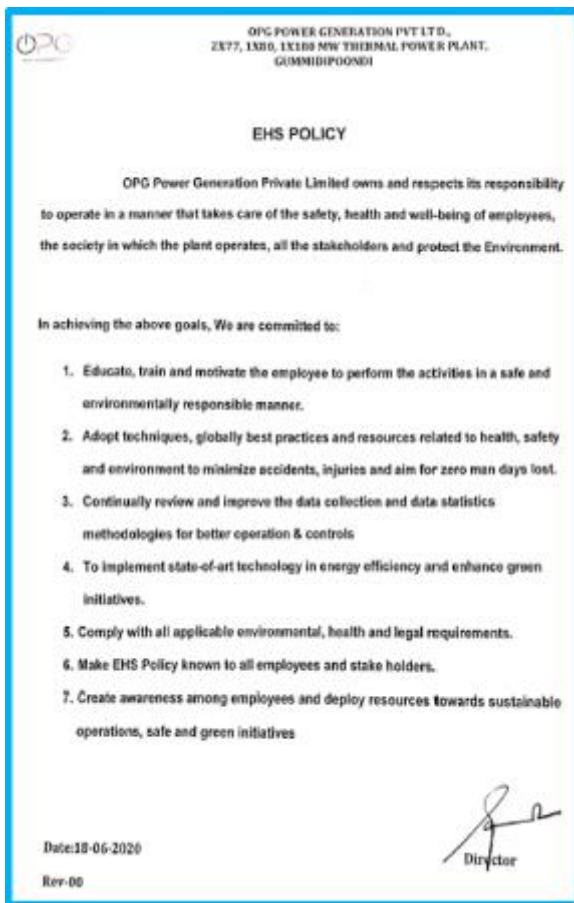 OPG
OPG POWER GENERATION PVT LTD.,
2X77, 1X80, 1X180 MW THERMAL POWER PLANT,
GUMMIDIPOONDI
EHS POLICY
OPG Power Generation Private Limited owns and respects its responsibility
to operate in a manner that takes care of the safety, health and well-being of employees,
the society in which the plant operates, all the stakeholders and protect the Environment.
In achieving the above goals, We are committed to:
1. Educate, train and motivate the employee to perform the activities in a safe and
environmentally responsible manner.
2. Adopt techniques, globally best practices and resources related to health, safety
and environment to minimize accidents, injuries and aim for zero man days lost.
3. Continually review and improve the data collection and data statistics
methodologies for better operation & controls
4. To implement state-of-art technology in energy efficiency and enhance green
initiatives.
5. Comply with all applicable environmental, health and legal requirements.
6. Make EHS Policy known to all employees and stake holders.
7. Create awareness among employees and deploy resources towards sustainable
operations, safe and green initiatives
Date:18-06-2020
Director
Rev-00